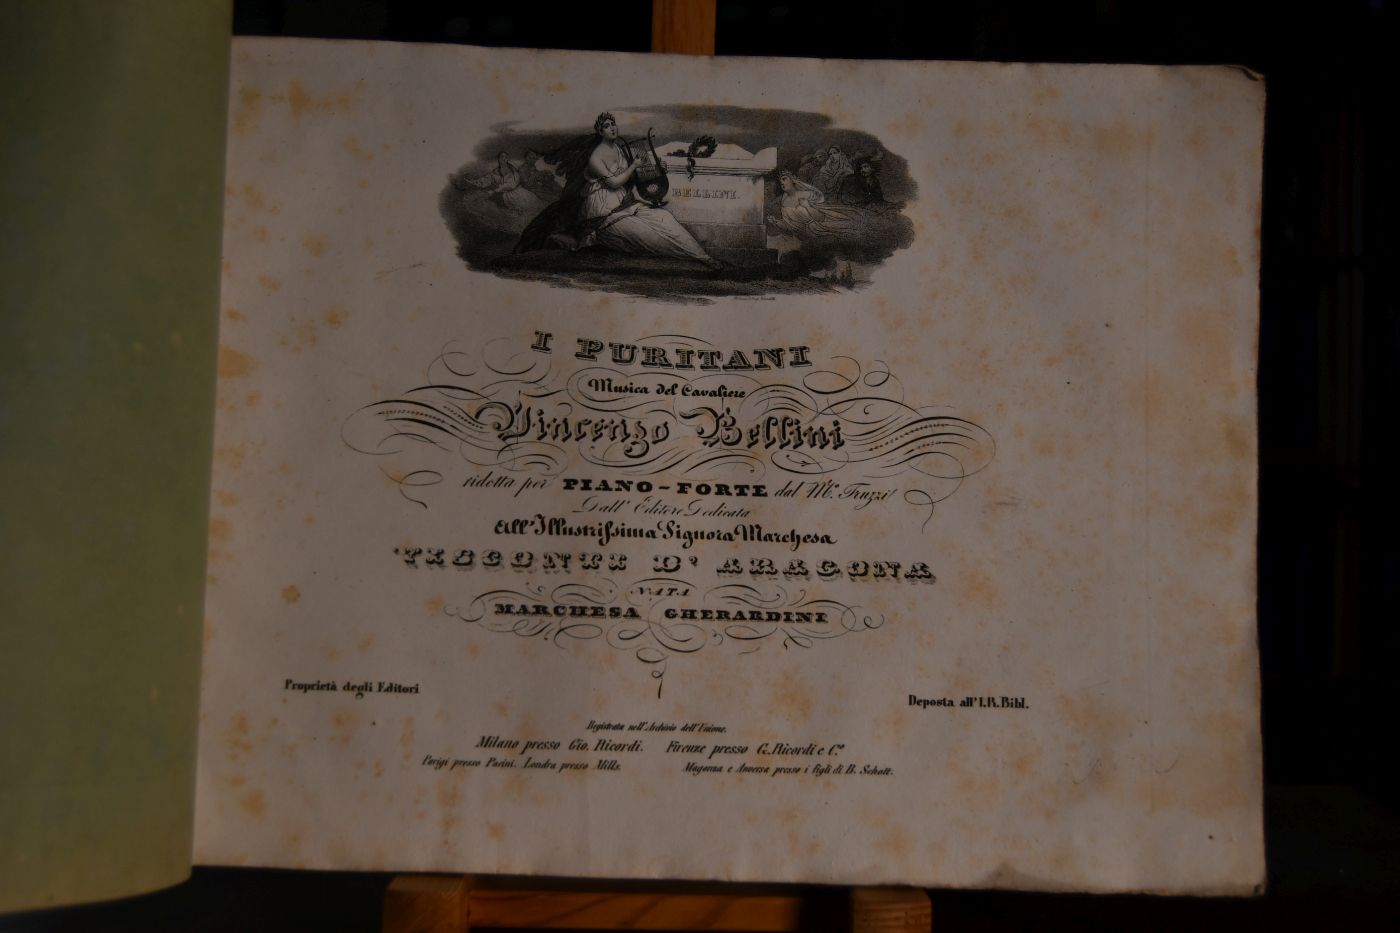 BELLINI.
I PURITANI
Musica del Cavaliere
Vincenzo Bellini
ridotta per PIANO-FORTE dal Mº. Truzzi
Dall' Editore Dedicata
All'Illustrissima Signora Marchesa
VISCONTI D' ARAGONA
NATA
MARCHESA GHERARDINI
Proprietà degli Editori
Deposta all' I. R. Bibl.
Registrata nell'Archivio dell'Unione.
Milano presso Gio. Ricordi. Firenze presso G. Ricordi e Cº
Parigi presso Pacini. Londra presso Mills. Magonza e Anversa presso i figli di B. Schott.